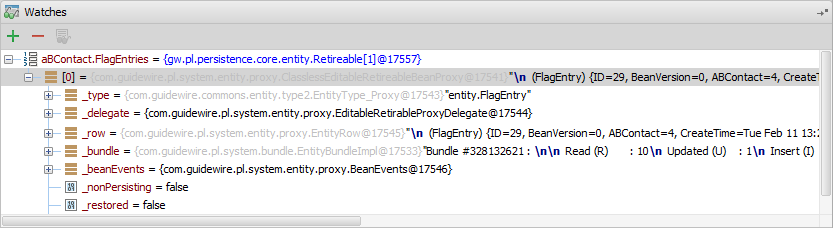 Watches
aBContact.FlagEntries = {gw.pl.persistence.core.entity.Retireable[1]@17557}
[0] = {com.guidewire.pl.system.entity.proxy.ClasslessEditableRetireableBeanProxy@17541}"\n (FlagEntry) {ID=29, BeanVersion=0, ABContact=4, CreateT
_type = {com.guidewire.commons.entity.type2.EntityType_Proxy@17543}"entity.FlagEntry"
_delegate = {com.guidewire.pl.system.entity.proxy.EditableRetirableProxyDelegate@17544}
_row = {com.guidewire.pl.system.entity.proxy.EntityRow@17545}"\n (FlagEntry) {ID=29, BeanVersion=0, ABContact=4, CreateTime=Tue Feb 11 13:2
_bundle = {com.guidewire.pl.system.bundle.EntityBundleImpl@17533}"Bundle #328132621 : \n\n Read (R) : 10\n Updated (U) : 1\n Insert (I)
_beanEvents = {com.guidewire.pl.system.entity.proxy.BeanEvents@17546}
_nonPersisting = false
_restored = false